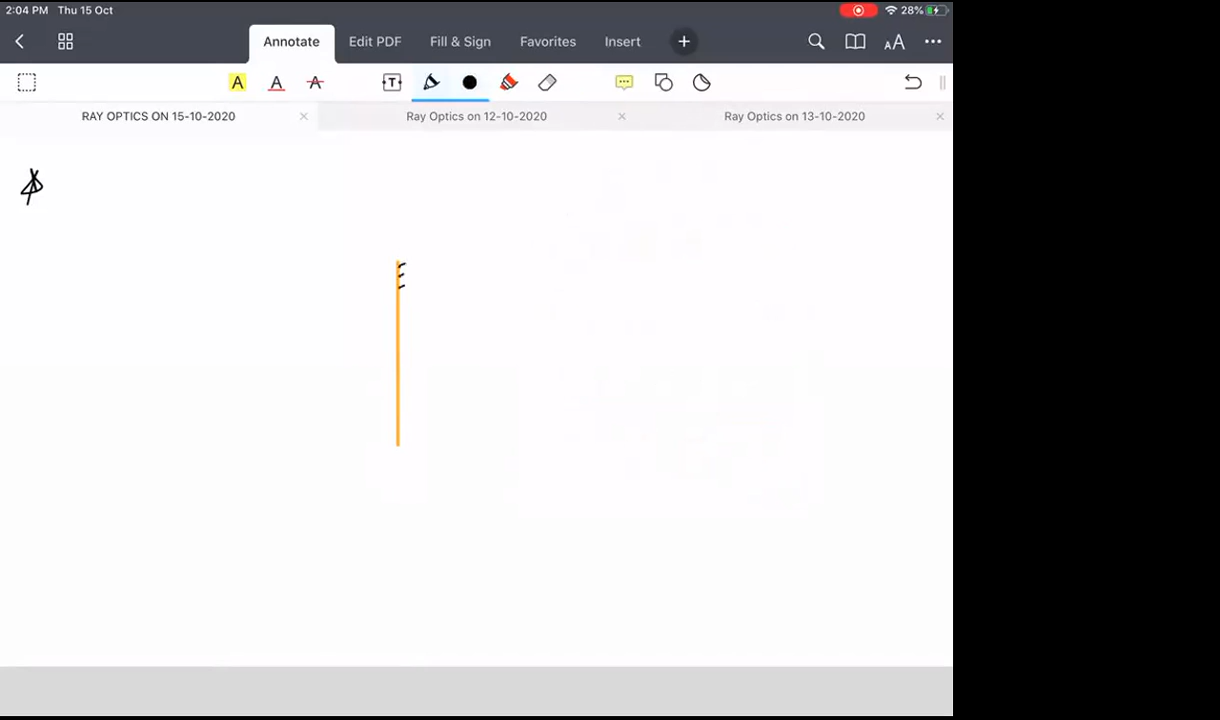 2:04 PM Thu 15 Oct 28%
Annotate Edit PDF Fill & Sign Favorites Insert AA
A A A T
RAY OPTICS ON 15-10-2020 Ray Optics on 12-10-2020 Ray Optics on 13-10-2020